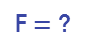 F = ?